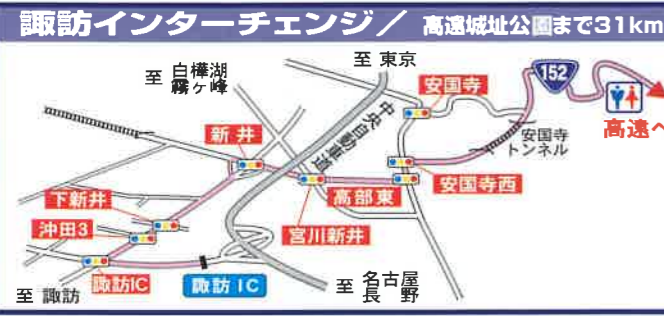 諏訪インターチェンジ／ 高遠城址公園まで31km
至 東京
至 白樺湖
霧ヶ峰
安国寺
152
高遠へ
新井
中央自動車道
安国寺
トンネル
高部東
安国寺西
下新井
沖田3
宮川新井
諏訪IC
諏訪 IC
至 諏訪
至 名古屋
長野